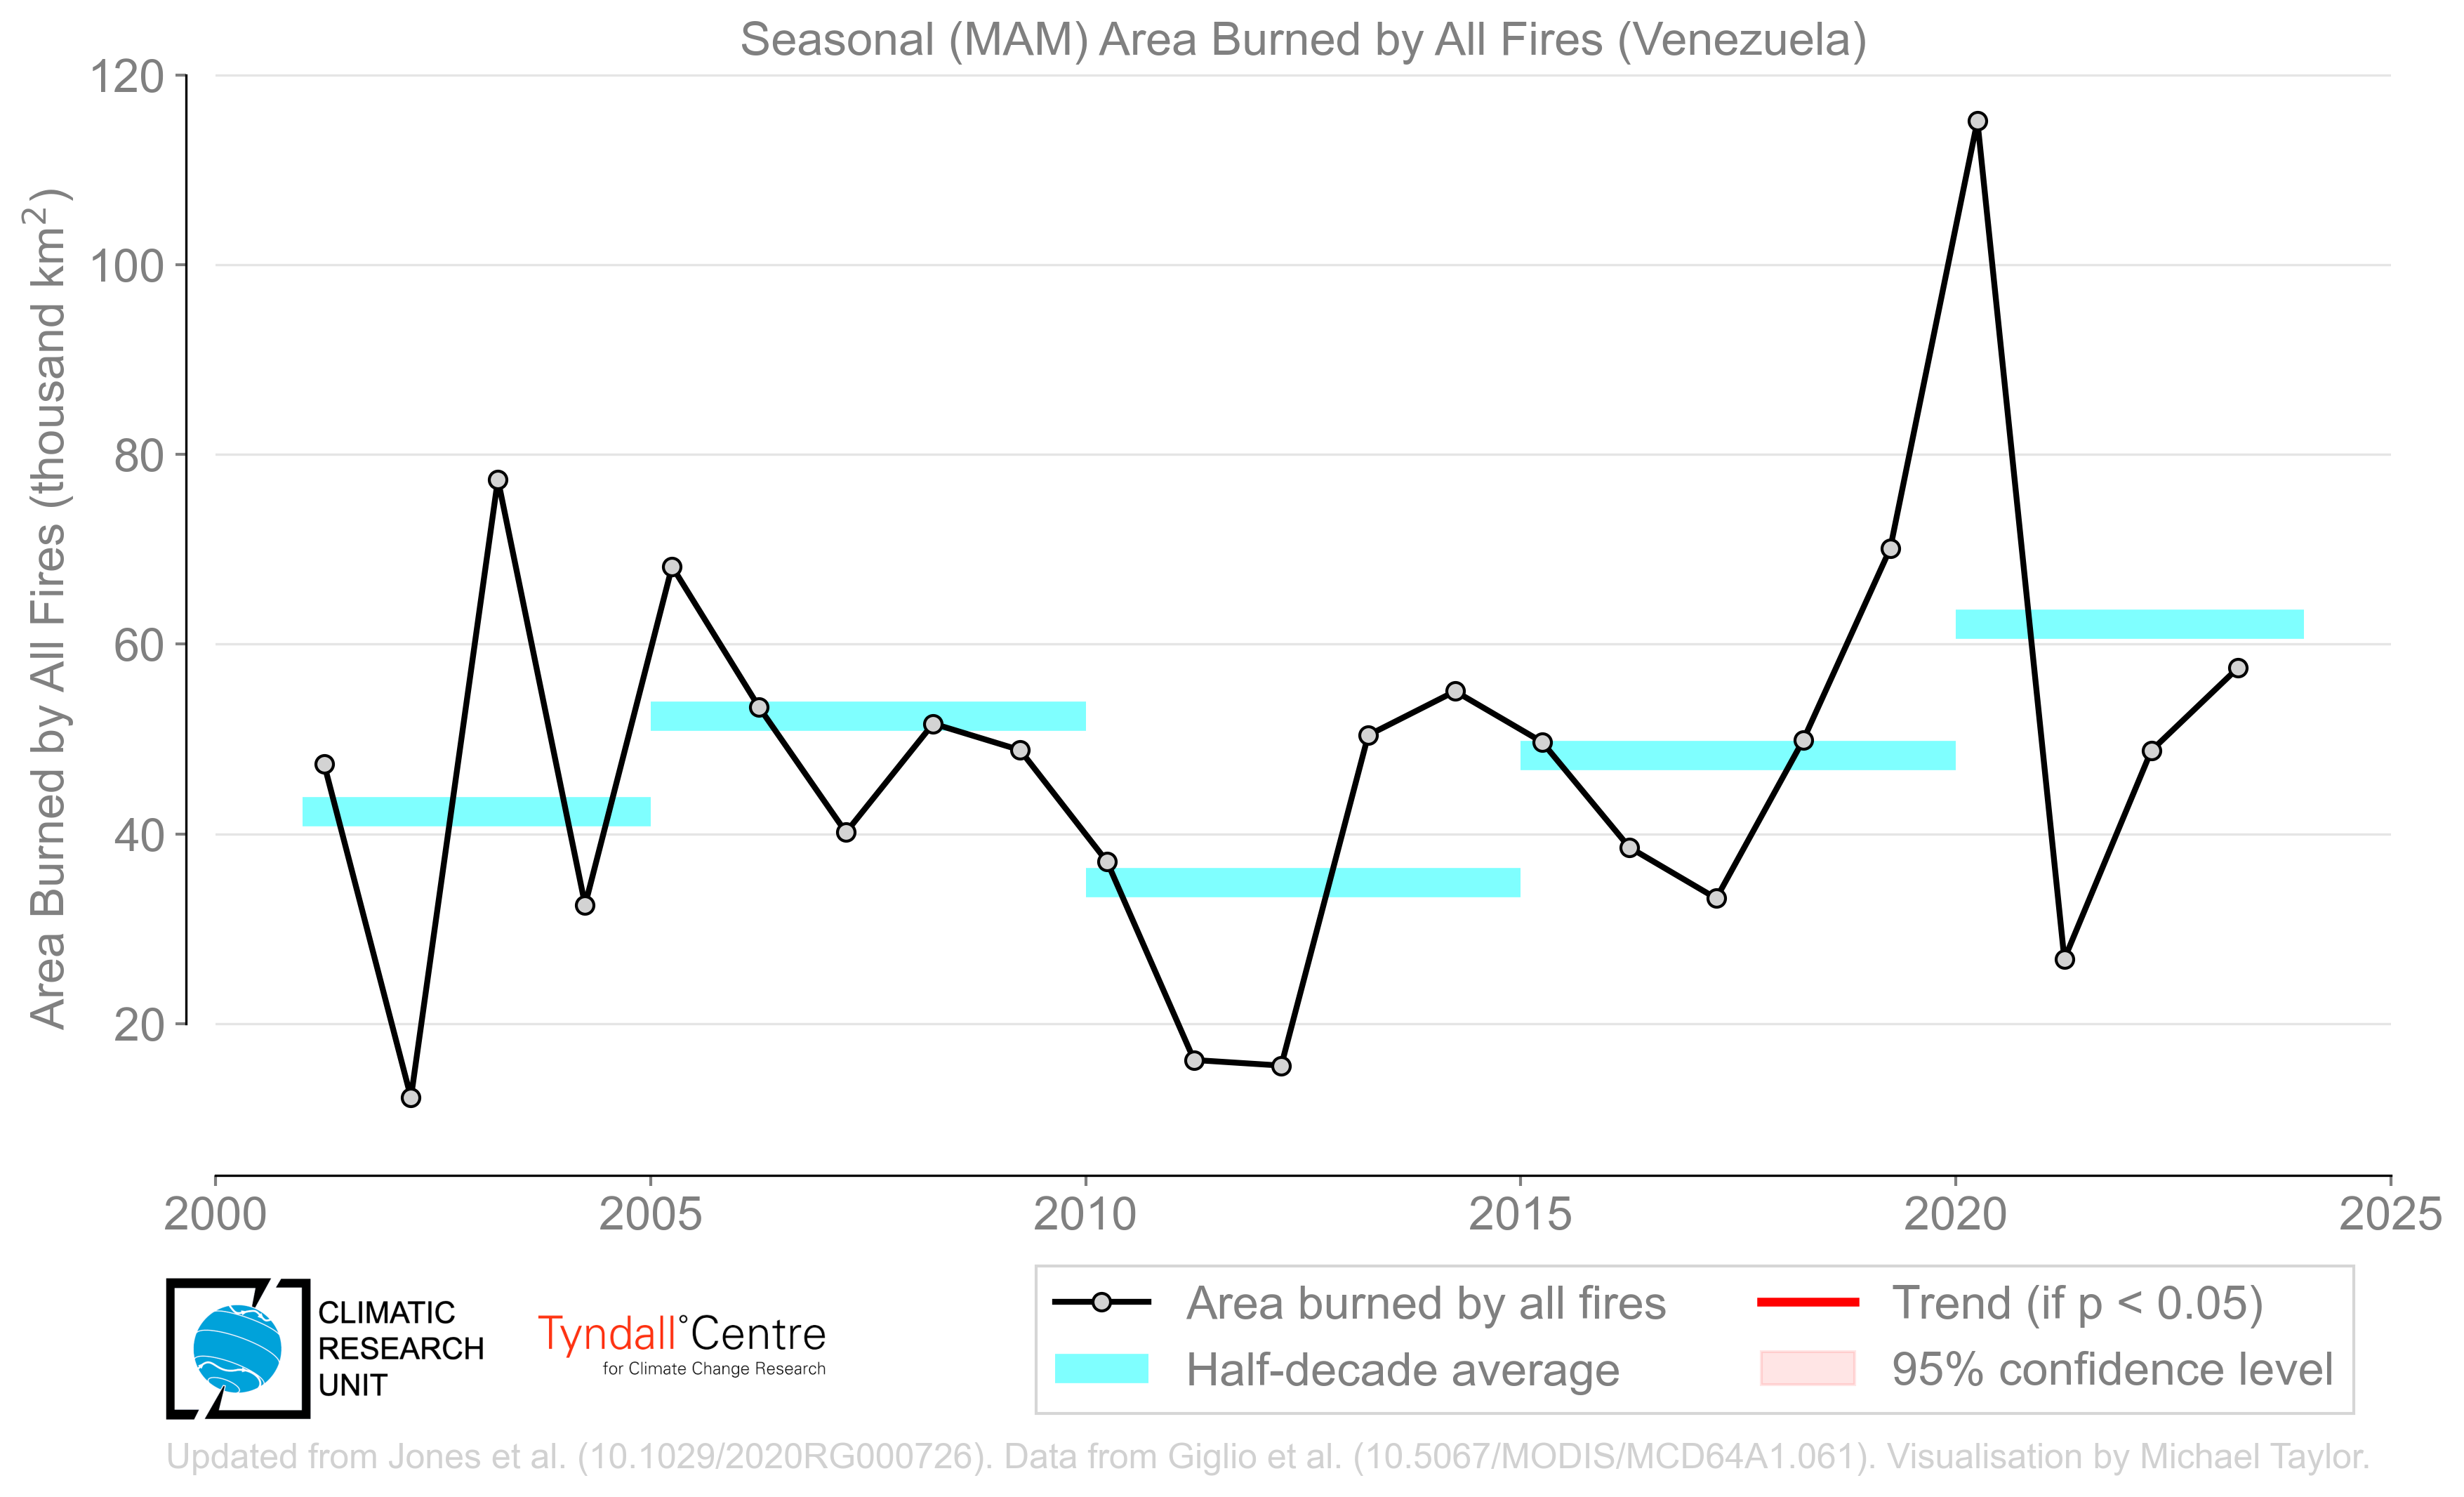 Seasonal (MAM) Area Burned by All Fires (Venezuela)
Area Burned by All Fires (thousand km²)
120
100
80
60
40
20
2000 2005 2010 2015 2020 2025
CLIMATIC
RESEARCH
UNIT
Tyndall°Centre
for Climate Change Research
Area burned by all fires
Half-decade average
Trend (if p < 0.05)
95% confidence level
Updated from Jones et al. (10.1029/2020RG000726). Data from Giglio et al. (10.5067/MODIS/MCD64A1.061). Visualisation by Michael Taylor.